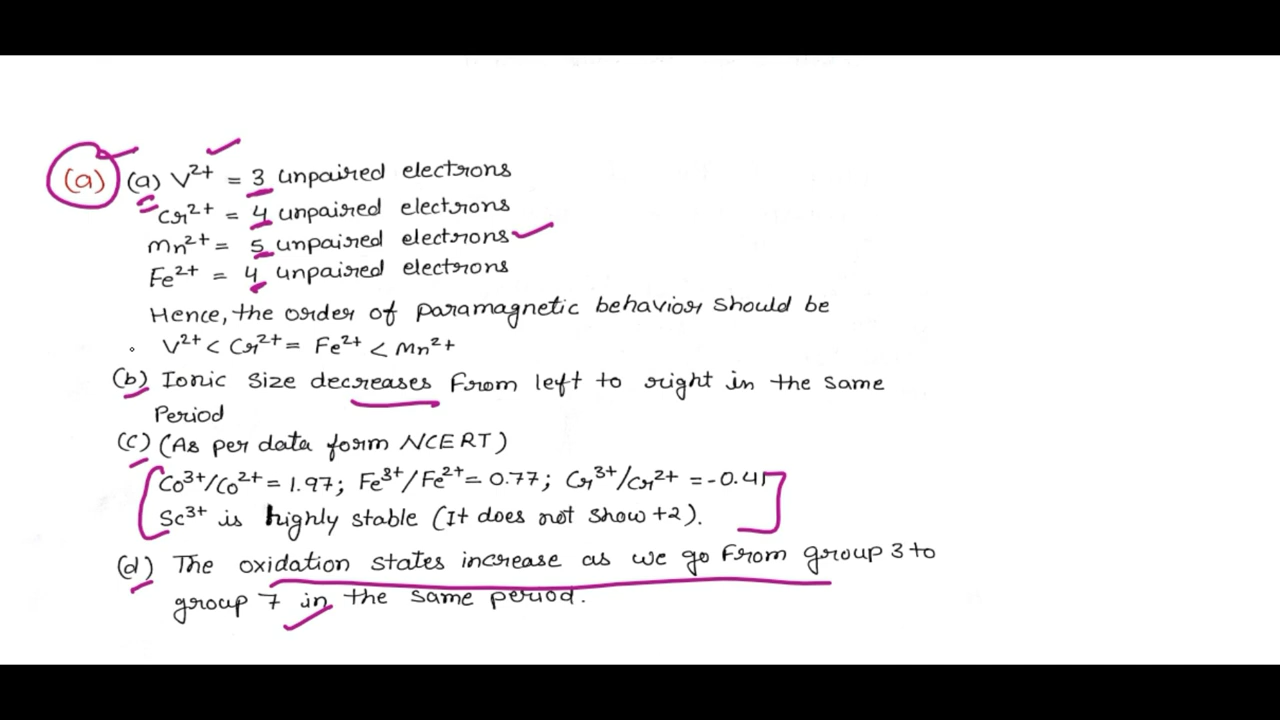 (a) (a) V²⁺ = 3 unpaired electrons
Cr²⁺ = 4 unpaired electrons
Mn²⁺ = 5 unpaired electrons
Fe²⁺ = 4 unpaired electrons
Hence, the order of paramagnetic behavior should be
V²⁺ < Cr²⁺ = Fe²⁺ < Mn²⁺
(b) Ionic size decreases from left to right in the same
Period
(c) (As per data form NCERT)
Co³⁺/Co²⁺ = 1.97; Fe³⁺/Fe²⁺ = 0.77; Cr³⁺/Cr²⁺ = -0.41
Sc³⁺ is highly stable (It does not show +2).
(d) The oxidation states increase as we go from group 3 to
group 7 in the same period.